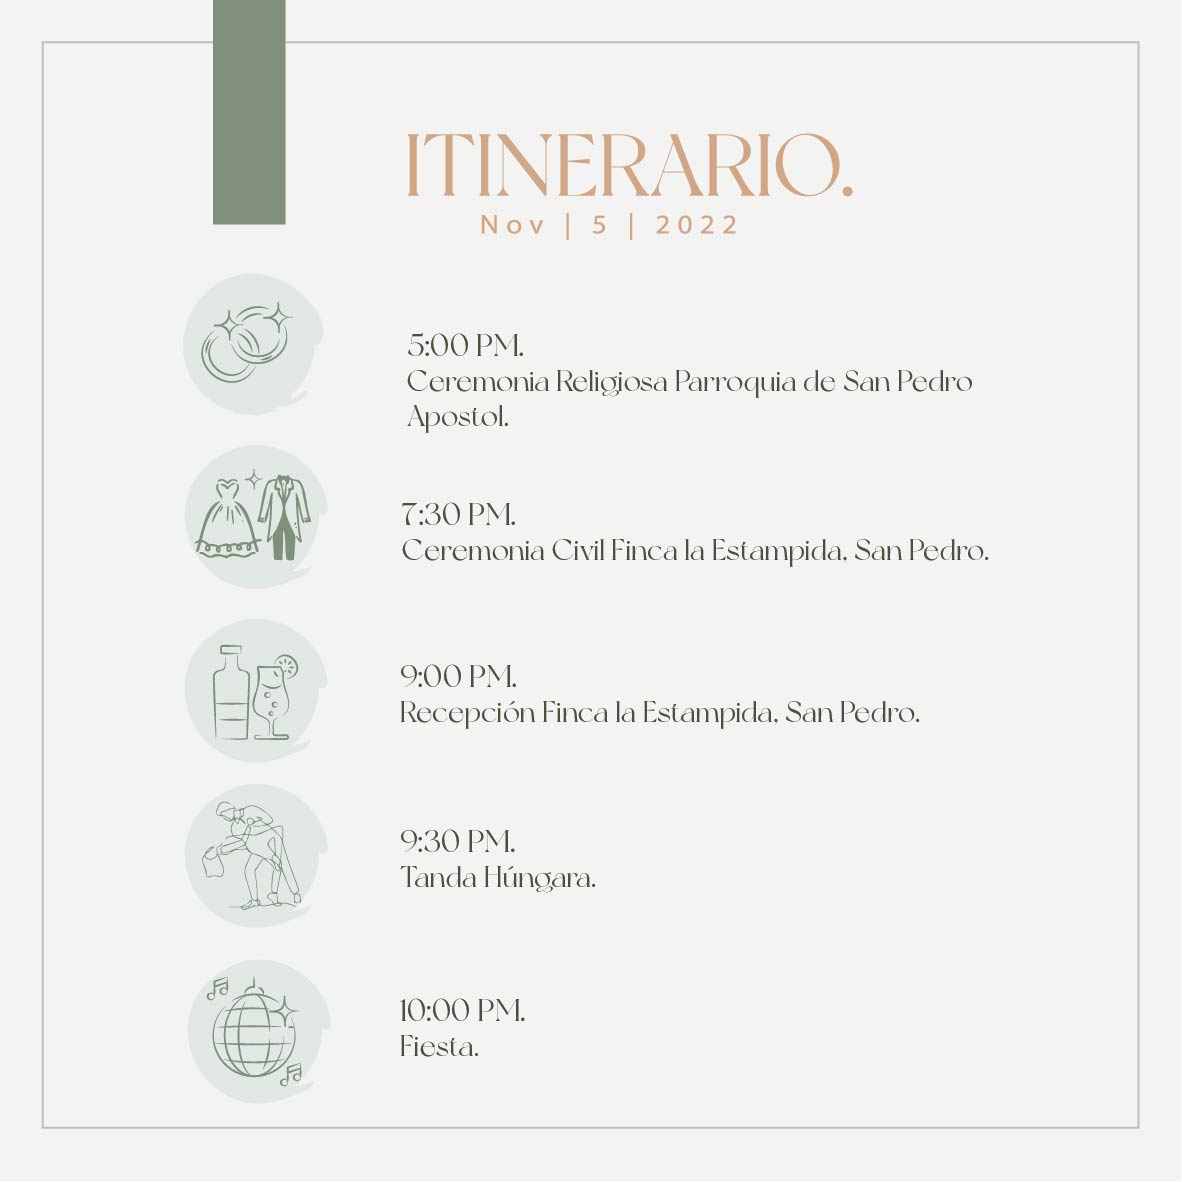 ITINERARIO.
Nov | 5 | 2022
5:00 PM.
Ceremonia Religiosa Parroquia de San Pedro
Apostol.
7:30 PM.
Ceremonia Civil Finca la Estampida, San Pedro.
9:00 PM.
Recepción Finca la Estampida, San Pedro.
9:30 PM.
Tanda Húngara.
10:00 PM.
Fiesta.